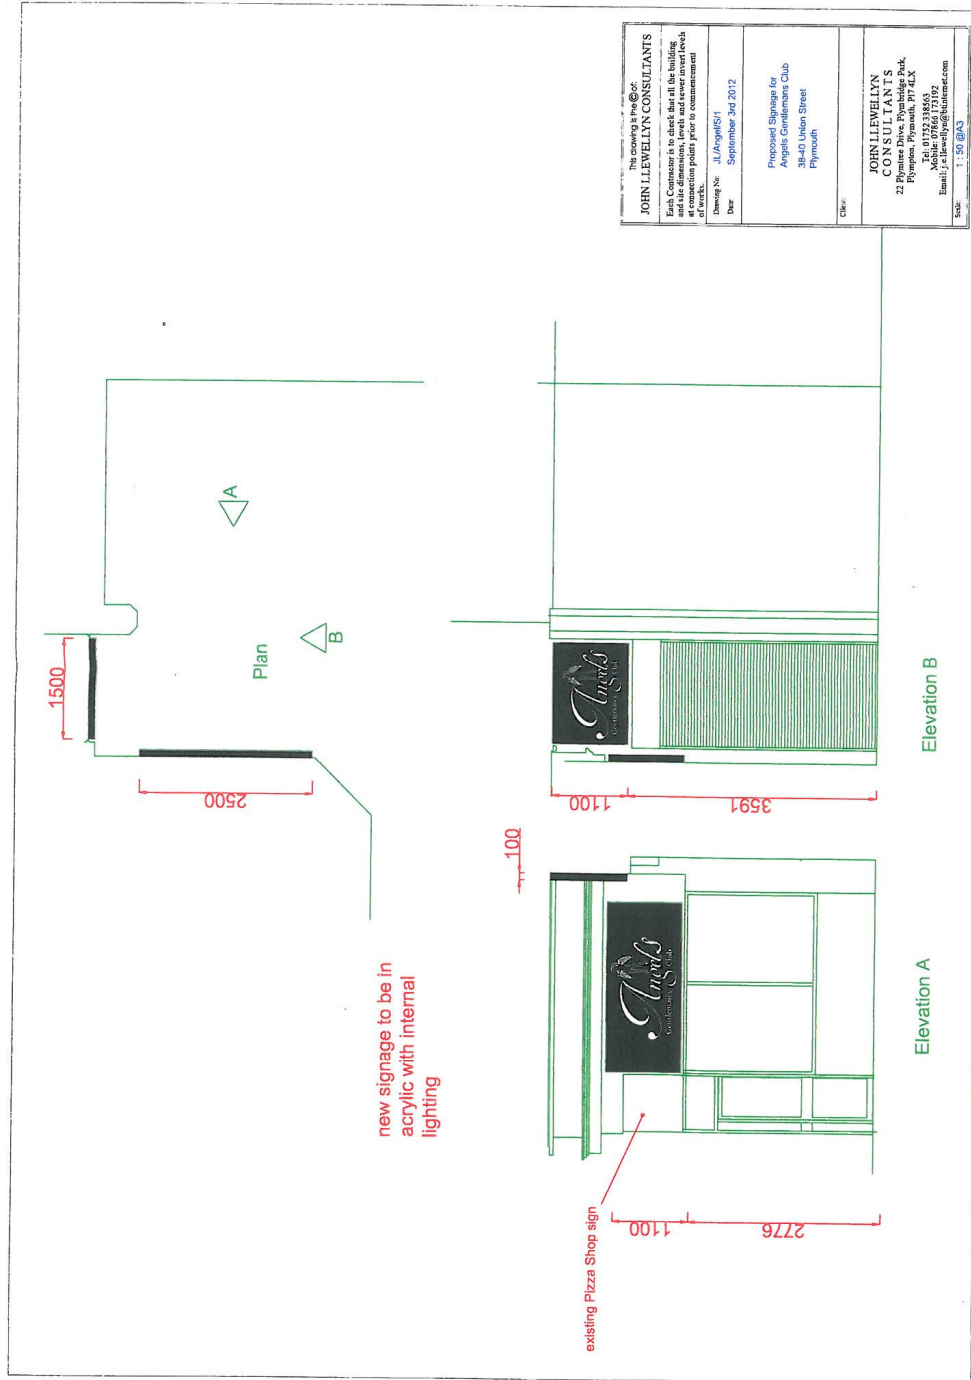 1500
Plan
A
B
2500
new signage to be in
acrylic with internal
lighting
100
existing Pizza Shop sign
1100
2776
Angels
Gentlemans Club
Elevation A
1100
3591
Angels
Gentlemans Club
Elevation B
This drawing is the © of:
JOHN LLEWELLYN CONSULTANTS
Each Contractor is to check that all the building
and site dimensions, levels and sewer invert levels
at connection points prior to commencement
of works.
Drawing No: JL/Angel/S/1
Date: September 3rd 2012
Proposed Signage for
Angels Gentlemans Club
38-40 Union Street
Plymouth
Client:
JOHN LLEWELLYN
CONSULTANTS
22 Plymtree Drive, Plymbridge Park,
Plympton, Plymouth, Pl7 4LX
Tel: 01752 338563
Mobile: 07866 173192
Email: j.e.llewellyn@btinternet.com
Scale: 1 : 50 @A3